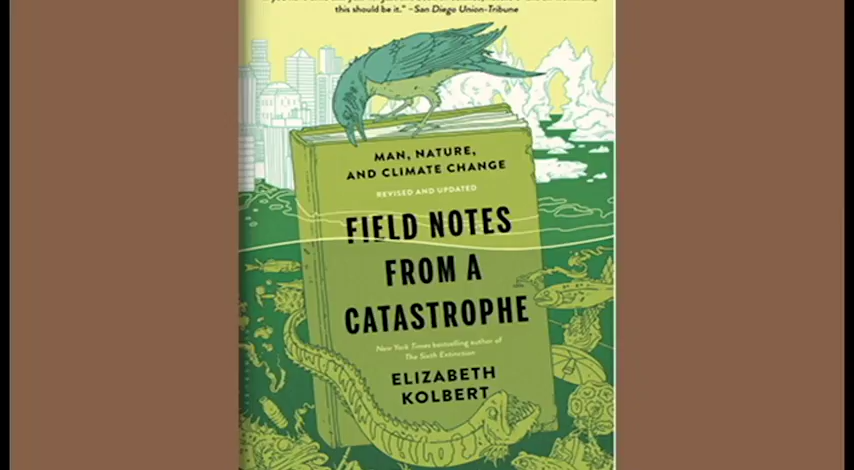 this should be it." –San Diego Union-Tribune
MAN, NATURE,
AND CLIMATE CHANGE
REVISED AND UPDATED
FIELD NOTES
FROM A
CATASTROPHE
New York Times bestselling author of
The Sixth Extinction
ELIZABETH
KOLBERT